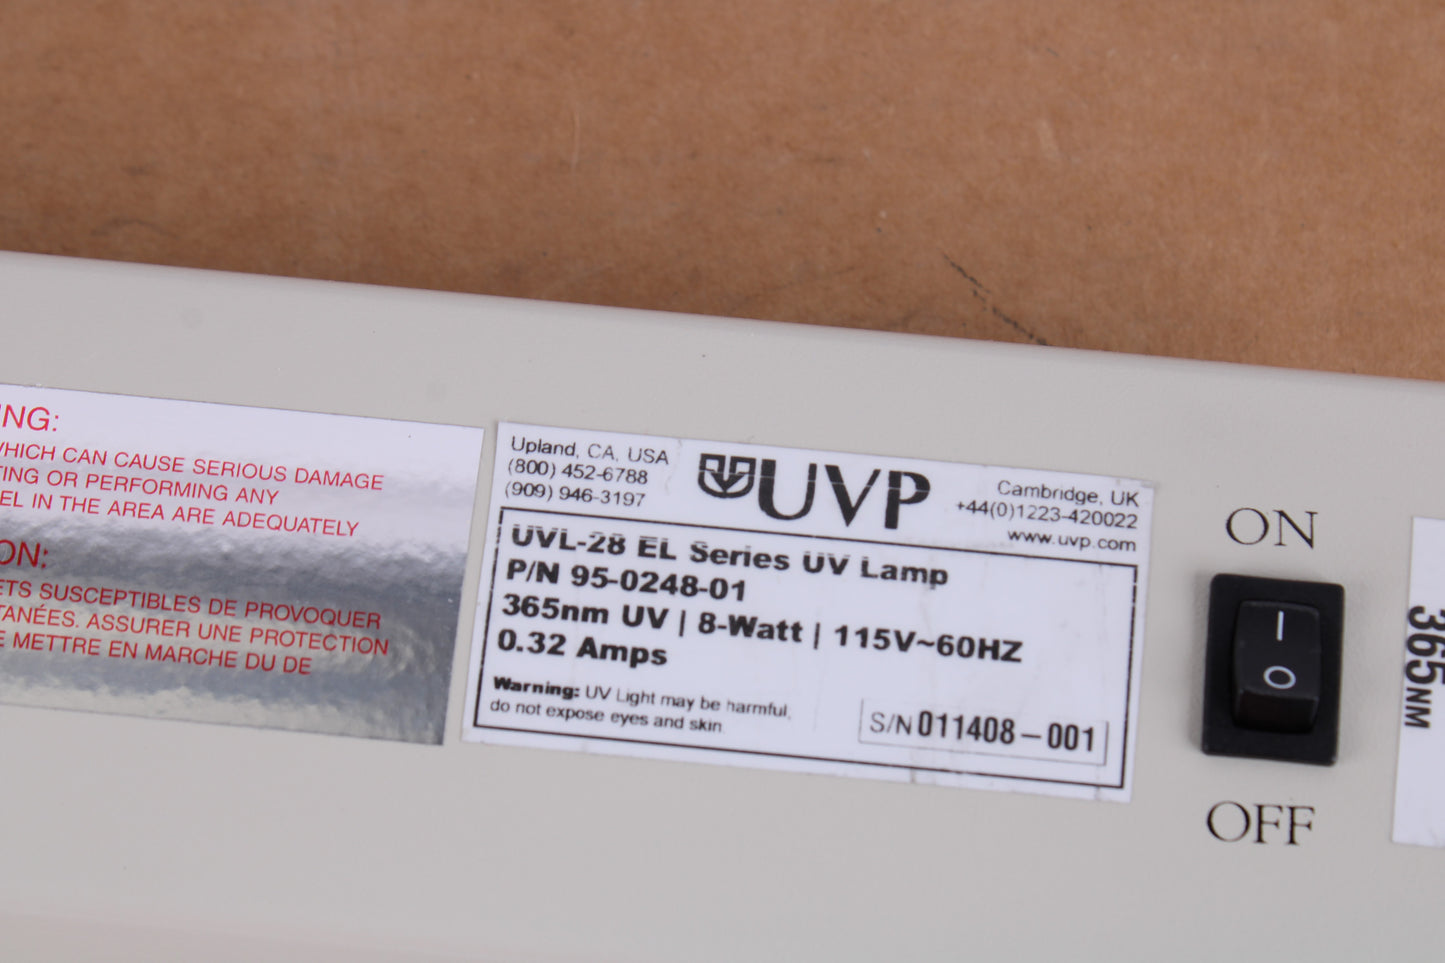 NG:
WHICH CAN CAUSE SERIOUS DAMAGE
TING OR PERFORMING ANY
EL IN THE AREA ARE ADEQUATELY
ON:
ETS SUSCEPTIBLES DE PROVOQUER
TANÉES. ASSURER UNE PROTECTION
E METTRE EN MARCHE DU DE
Upland, CA, USA
(800) 452-6788
(909) 946-3197
UVP
Cambridge, UK
+44(0)1223-420022
www.uvp.com
UVL-28 EL Series UV Lamp
P/N 95-0248-01
365nm UV | 8-Watt | 115V~60HZ
0.32 Amps
Warning: UV Light may be harmful,
do not expose eyes and skin.
S/N 011408-001
ON
I
O
OFF
365NM